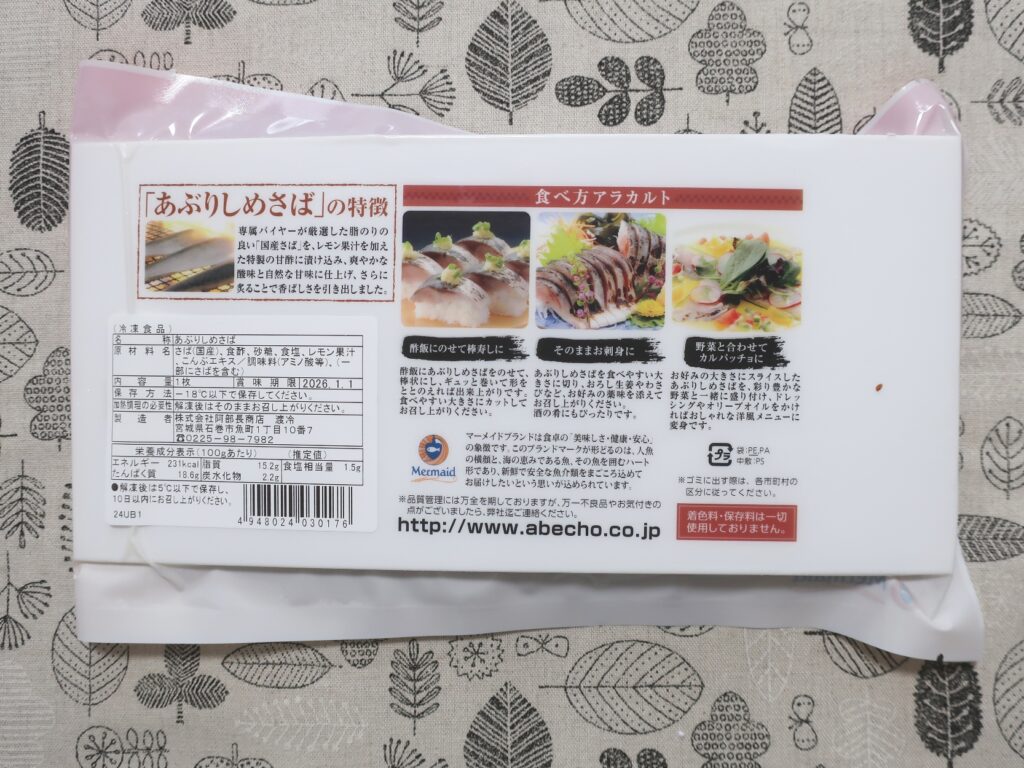 「あぶりしめさば」の特徴
専属バイヤーが厳選した脂のりの
良い「国産さば」を、レモン果汁を加え
た特製の甘酢に漬け込み、爽やかな
酸味と自然な甘味に仕上げ、さらに
炙ることで香ばしさを引き出しました。
食べ方アラカルト
酢飯にのせて棒寿しに
酢飯にあぶりしめさばをのせて、
棒状にし、ギュッと巻いて形を
ととのえれば出来上がりです。
食べやすい大きさにカットして
お召し上がりください。
そのままお刺身に
あぶりしめさばを食べやすい大
きさに切り、おろし生姜やわさ
びなど、お好みの薬味を添えて
お召し上がりください。
酒の肴にもぴったりです。
野菜と合わせて
カルパッチョに
お好みの大きさにスライスした
あぶりしめさばを、彩り豊かな
野菜と一緒に盛り付け、ドレッ
シングやオリーブオイルをかけ
ればおしゃれな洋風メニューに
変身です。
(冷凍食品)
名称 あぶりしめさば
原材料名 さば(国産)、食酢、砂糖、食塩、レモン果汁
、こんぶエキス/調味料(アミノ酸等)、(一
部にさばを含む)
内容量 1枚 賞味期限 2026.1.1
保存方法 -18℃以下で保存してください。
加熱調理の必要性 解凍後はそのままお召し上がりください。
製造者 株式会社阿部長商店 渡冷
宮城県石巻市魚町1丁目10番7
☎0225-98-7982
栄養成分表示(100gあたり) (推定値)
エネルギー 231kcal 脂質 15.2g 食塩相当量 1.5g
たんぱく質 18.6g 炭水化物 2.2g
●解凍後は5℃以下で保存し、
10日以内にお召し上がりください。
24UB1
4948024030176
Mermaid
マーメイドブランドは食卓の「美味しさ・健康・安心」
の象徴です。このブランドマークが形どるのは、人魚
の横顔と、海の恵みである魚、その魚を囲むハート
形であり、新鮮で安全な魚介類をまごころ込めて
お届けしたいという思いが込められています。
※品質管理には万全を期しておりますが、万一不良品やお気付きの
点がございましたら、弊社迄ご連絡ください。
http://www.abecho.co.jp
プラ
袋:PE,PA
中敷:PS
※ゴミに出す際は、各市町村の
区分に従ってください。
着色料・保存料は一切
使用しておりません。